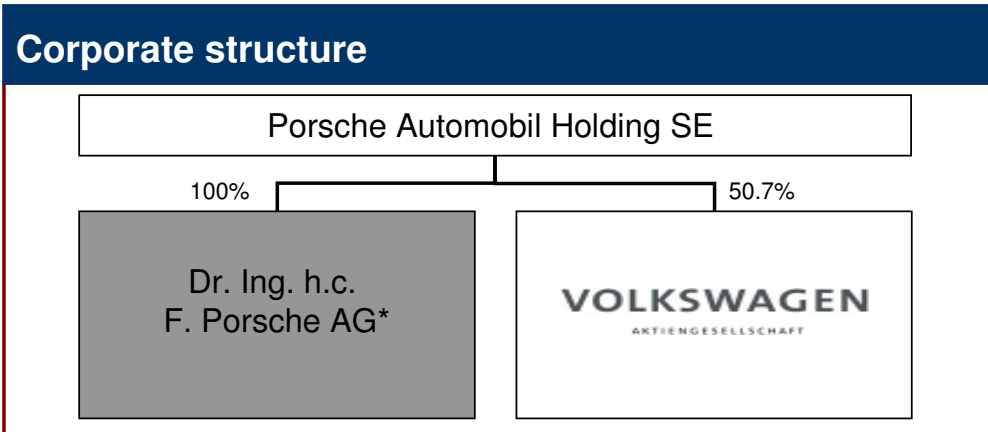 Corporate structure
Porsche Automobil Holding SE
100%
50.7%
Dr. Ing. h.c.
F. Porsche AG*
VOLKSWAGEN
AKTIENGESELLSCHAFT